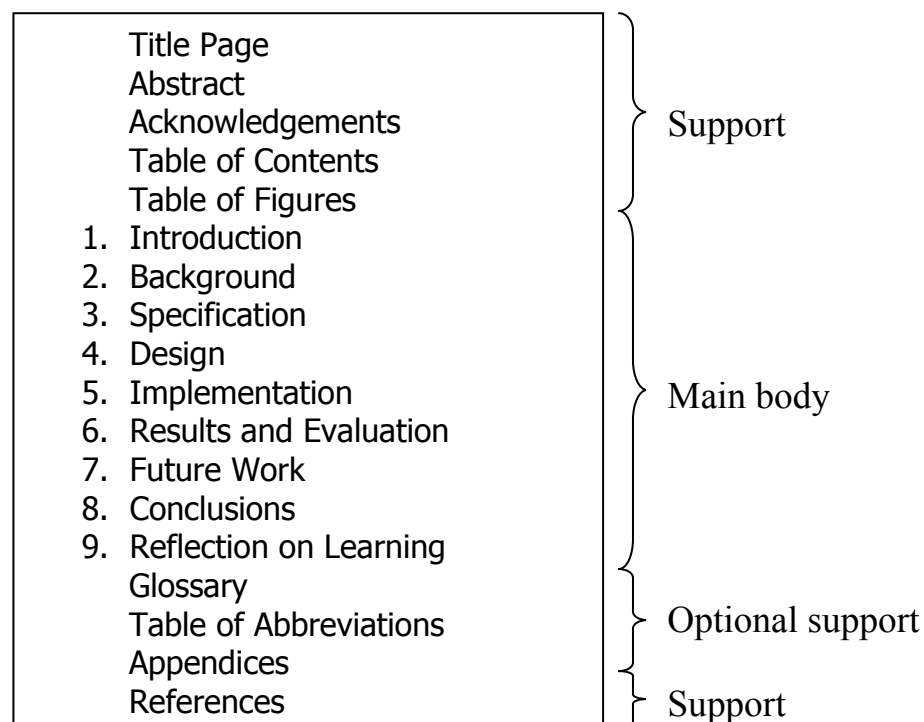 Title Page
Abstract
Acknowledgements
Table of Contents
Table of Figures
1. Introduction
2. Background
3. Specification
4. Design
5. Implementation
6. Results and Evaluation
7. Future Work
8. Conclusions
9. Reflection on Learning
Glossary
Table of Abbreviations
Appendices
References
Support
Main body
Optional support
Support